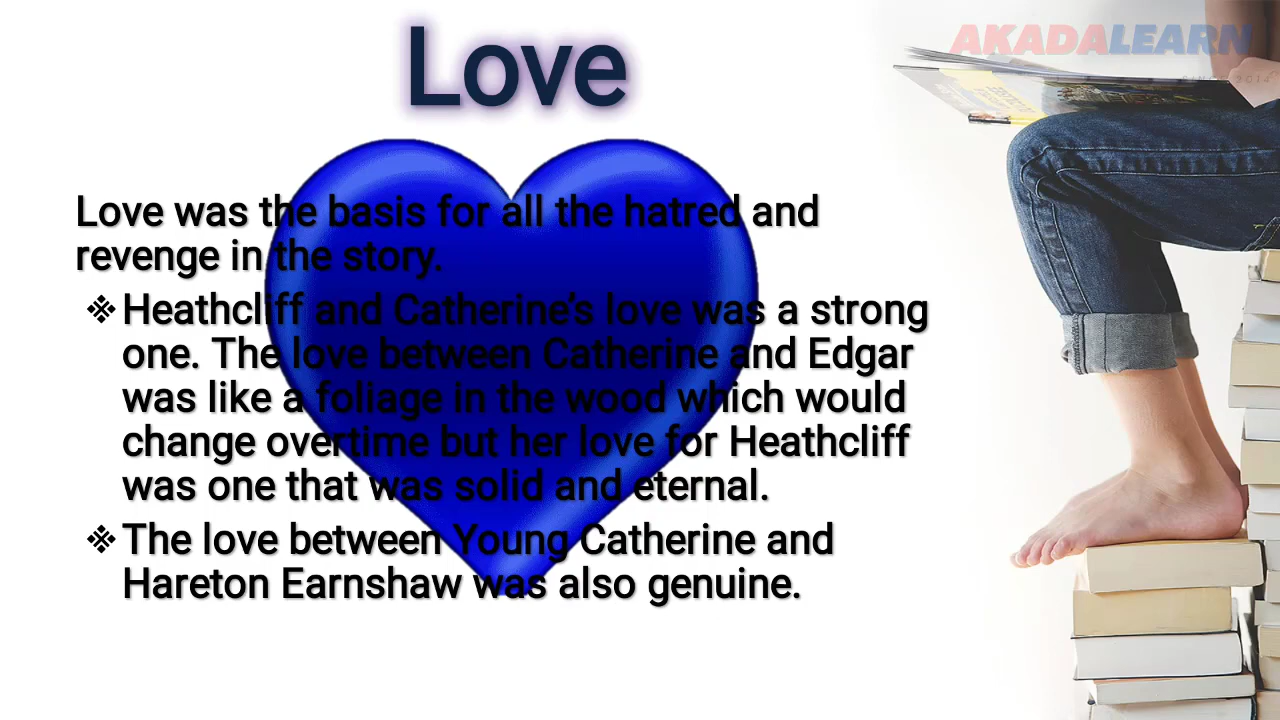 AKADALEARN
SINCE 2014
Love
Love was the basis for all the hatred and
revenge in the story.
❖ Heathcliff and Catherine’s love was a strong
one. The love between Catherine and Edgar
was like a foliage in the wood which would
change overtime but her love for Heathcliff
was one that was solid and eternal.
❖ The love between Young Catherine and
Hareton Earnshaw was also genuine.